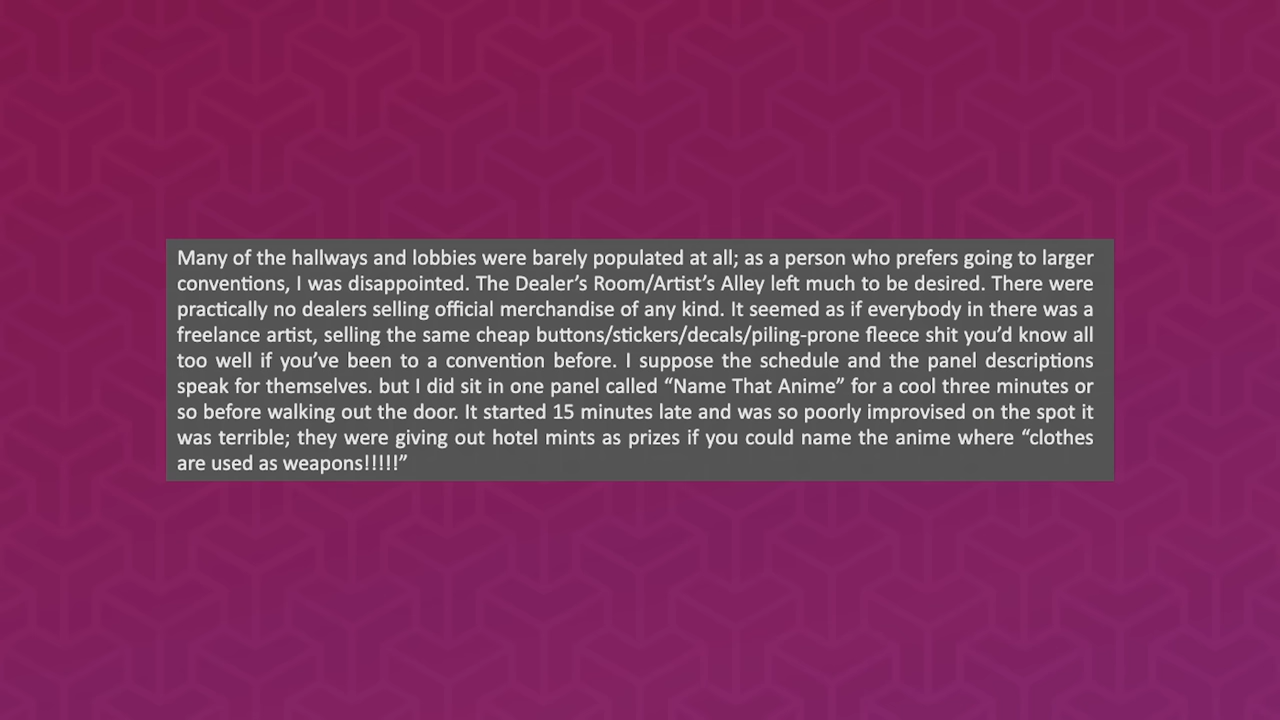 Many of the hallways and lobbies were barely populated at all; as a person who prefers going to larger
conventions, I was disappointed. The Dealer’s Room/Artist’s Alley left much to be desired. There were
practically no dealers selling official merchandise of any kind. It seemed as if everybody in there was a
freelance artist, selling the same cheap buttons/stickers/decals/piling-prone fleece shit you’d know all
too well if you’ve been to a convention before. I suppose the schedule and the panel descriptions
speak for themselves. but I did sit in one panel called “Name That Anime” for a cool three minutes or
so before walking out the door. It started 15 minutes late and was so poorly improvised on the spot it
was terrible; they were giving out hotel mints as prizes if you could name the anime where “clothes
are used as weapons!!!!!”